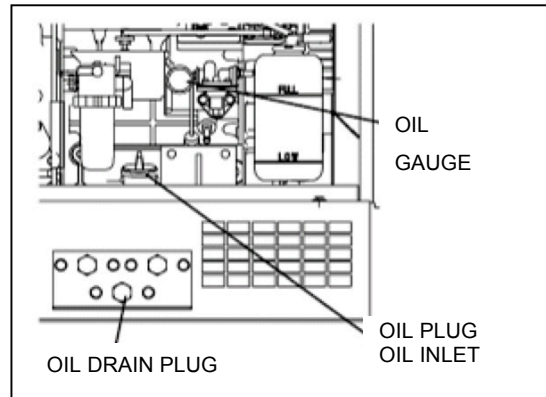 FULL
OIL
GAUGE
LOW
OIL PLUG
OIL INLET
OIL DRAIN PLUG